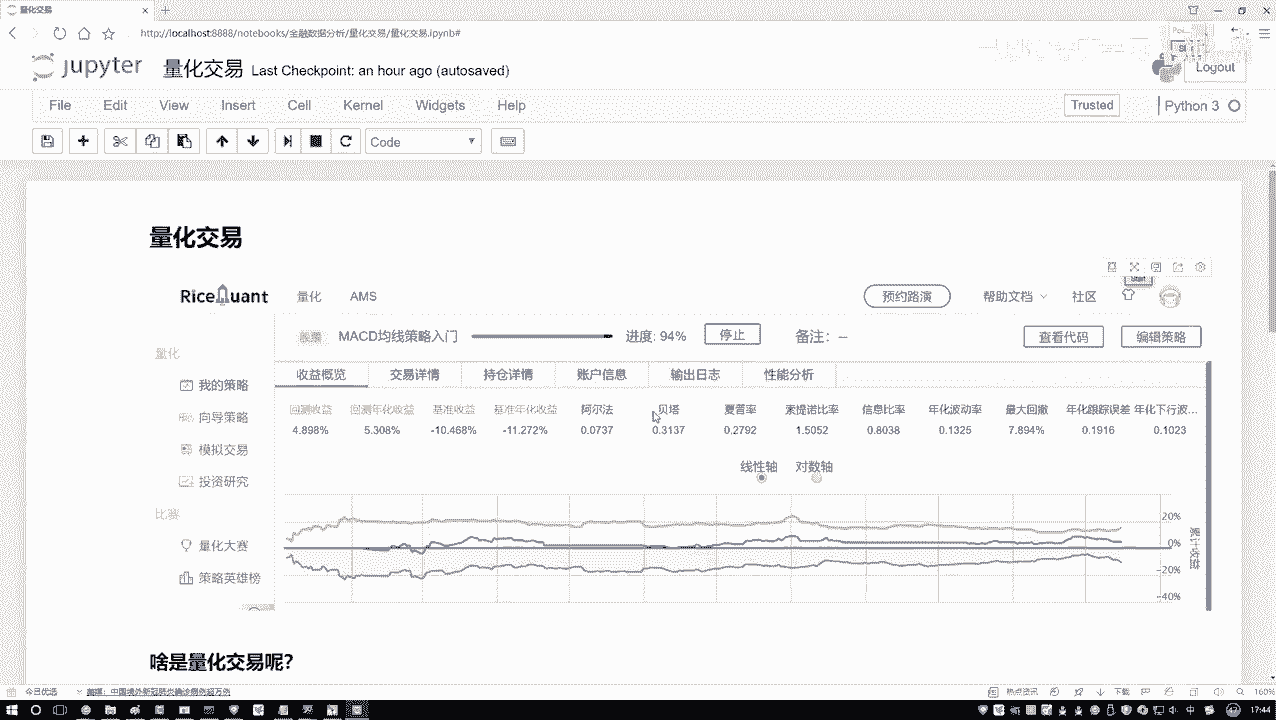 量化交易
http://localhost:8888/notebooks/金融数据分析/量化交易/量化交易.ipynb#
jupyter 量化交易 Last Checkpoint: an hour ago (autosaved)
Logout
File Edit View Insert Cell Kernel Widgets Help Trusted Python 3
Code
量化交易
RiceQuant 量化 AMS 预约路演 帮助文档 社区
MACD均线策略入门 进度: 94% 停止 备注: -- 查看代码 编辑策略
量化
收益概览 交易详情 持仓详情 账户信息 输出日志 性能分析
我的策略
回测收益 回测年化收益 基准收益 基准年化收益 阿尔法 贝塔 夏普率 索提诺比率 信息比率 年化波动率 最大回撤 年化跟踪误差 年化下行波...
向导策略
4.898% 5.308% -10.468% -11.272% 0.0737 0.3137 0.2792 1.5052 0.8038 0.1325 7.894% 0.1916 0.1023
模拟交易
线性轴 对数轴
投资研究
比赛
20%
量化大赛
0%
累计收益
-20%
策略英雄榜
-40%
啥是量化交易呢?
今日优选
热点资讯 下载 160%
中 17:44